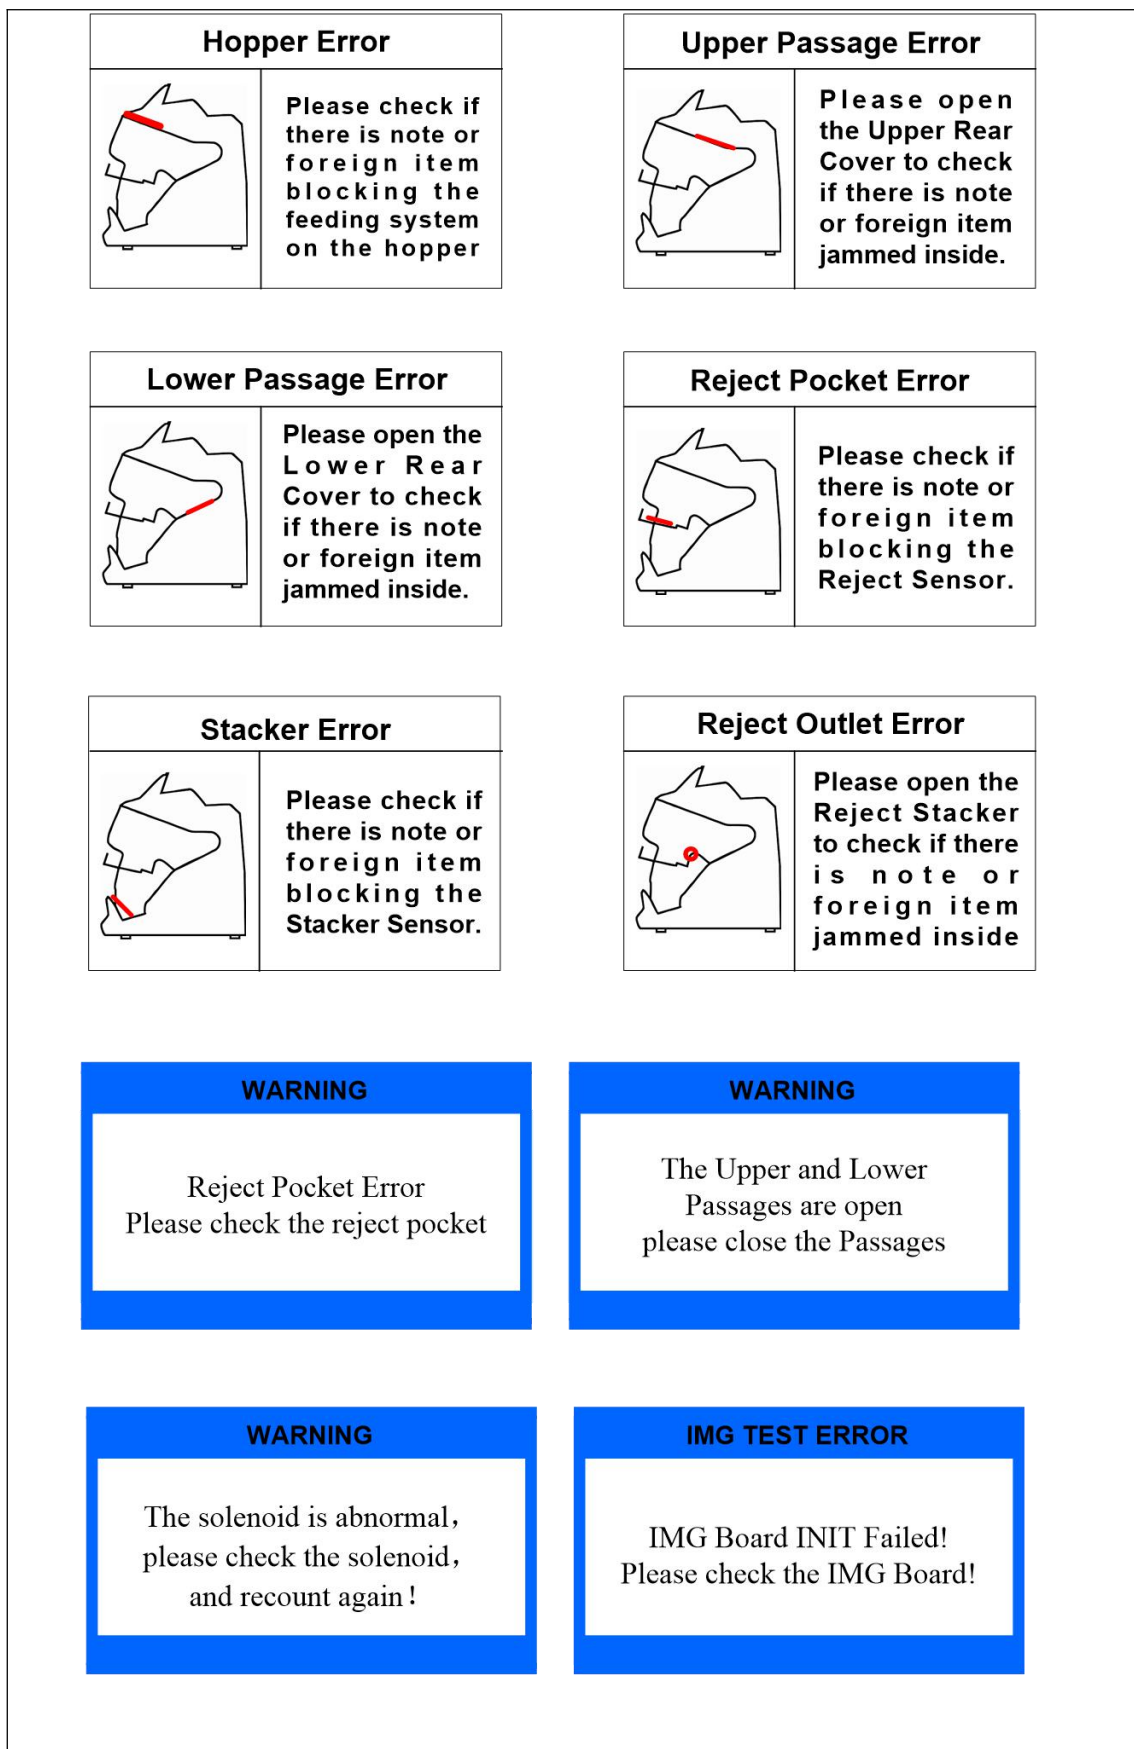 Hopper Error
Please check if
there is note or
foreign item
blocking the
feeding system
on the hopper
Upper Passage Error
Please open
the Upper Rear
Cover to check
if there is note
or foreign item
jammed inside.
Lower Passage Error
Please open the
Lower Rear
Cover to check
if there is note
or foreign item
jammed inside.
Reject Pocket Error
Please check if
there is note or
foreign item
blocking the
Reject Sensor.
Stacker Error
Please check if
there is note or
foreign item
blocking the
Stacker Sensor.
Reject Outlet Error
Please open the
Reject Stacker
to check if there
is note or
foreign item
jammed inside
WARNING
Reject Pocket Error
Please check the reject pocket
WARNING
The Upper and Lower
Passages are open
please close the Passages
WARNING
The solenoid is abnormal，
please check the solenoid，
and recount again！
IMG TEST ERROR
IMG Board INIT Failed!
Please check the IMG Board!